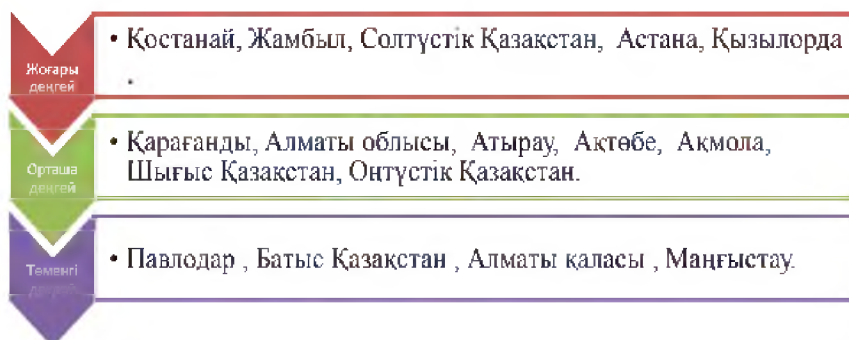 Жоғары
деңгей
• Қостанай, Жамбыл, Солтүстік Қазақстан, Астана, Қызылорда
.
Орташа
деңгей
• Қарағанды, Алматы облысы, Атырау, Ақтөбе, Ақмола,
Шығыс Қазақстан, Оңтүстік Қазақстан.
Төменгі
• Павлодар , Батыс Қазақстан , Алматы қаласы , Маңғыстау.